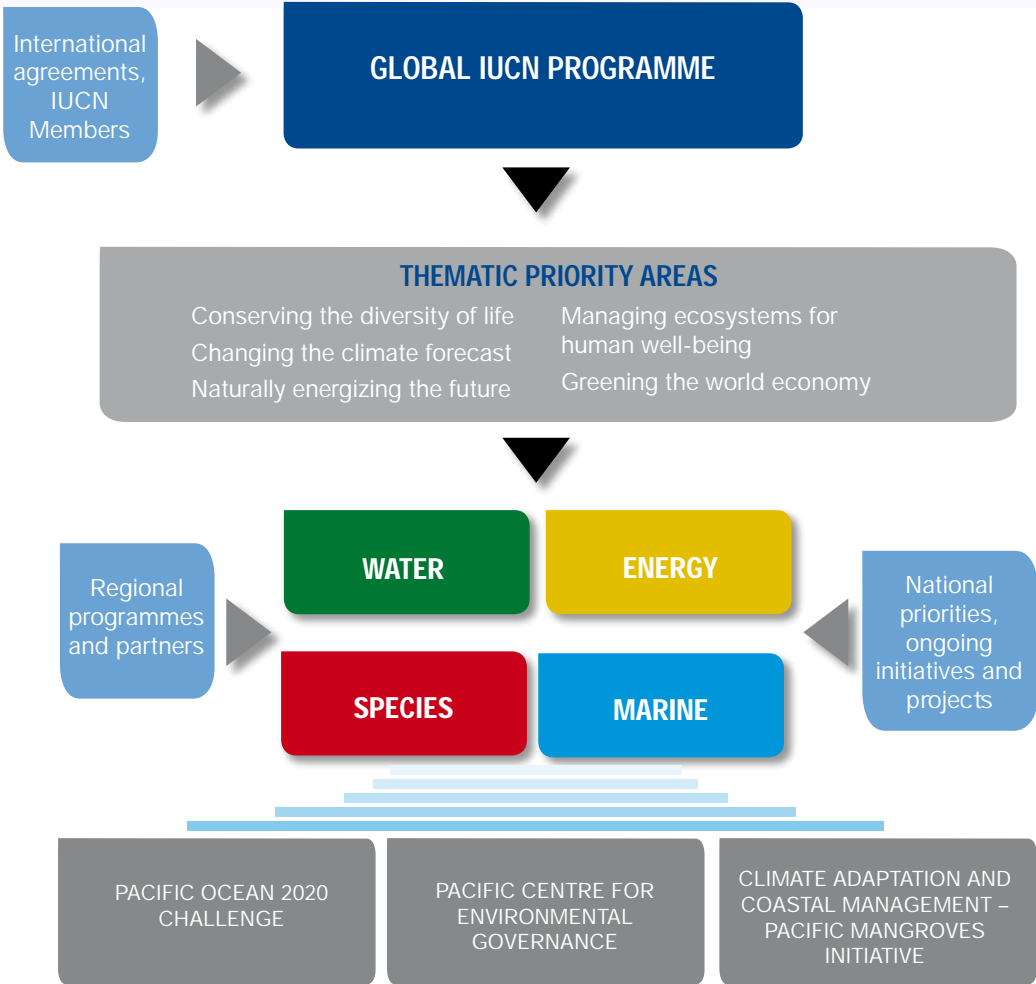 International
agreements,
IUCN
Members
GLOBAL IUCN PROGRAMME
THEMATIC PRIORITY AREAS
Conserving the diversity of life
Changing the climate forecast
Naturally energizing the future
Managing ecosystems for
human well-being
Greening the world economy
WATER
ENERGY
Regional
programmes
and partners
National
priorities,
ongoing
initiatives and
projects
SPECIES
MARINE
PACIFIC OCEAN 2020
CHALLENGE
PACIFIC CENTRE FOR
ENVIRONMENTAL
GOVERNANCE
CLIMATE ADAPTATION AND
COASTAL MANAGEMENT –
PACIFIC MANGROVES
INITIATIVE